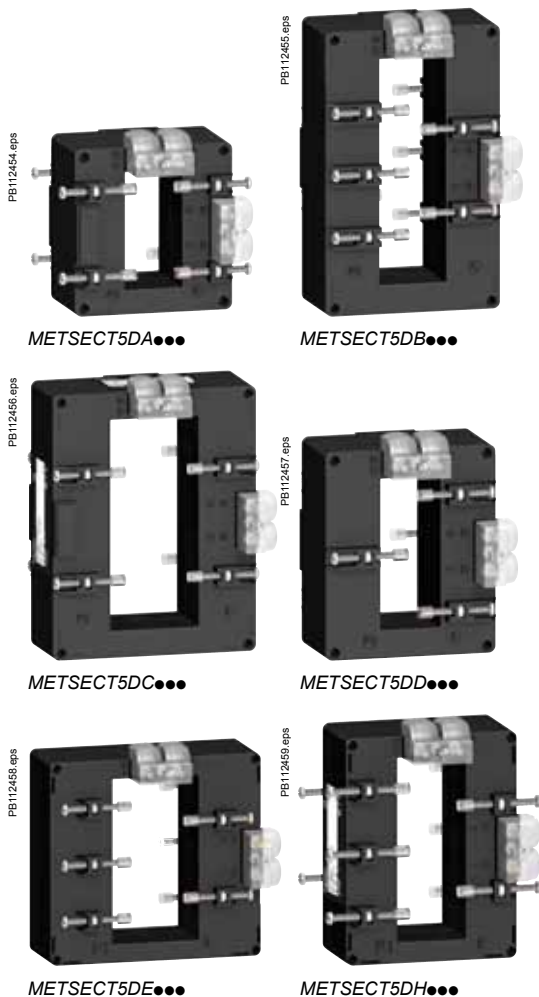 PB112454.eps
METSECT5DA●●●
PB112455.eps
METSECT5DB●●●
PB112456.eps
METSECT5DC●●●
PB112457.eps
METSECT5DD●●●
PB112458.eps
METSECT5DE●●●
PB112459.eps
METSECT5DH●●●